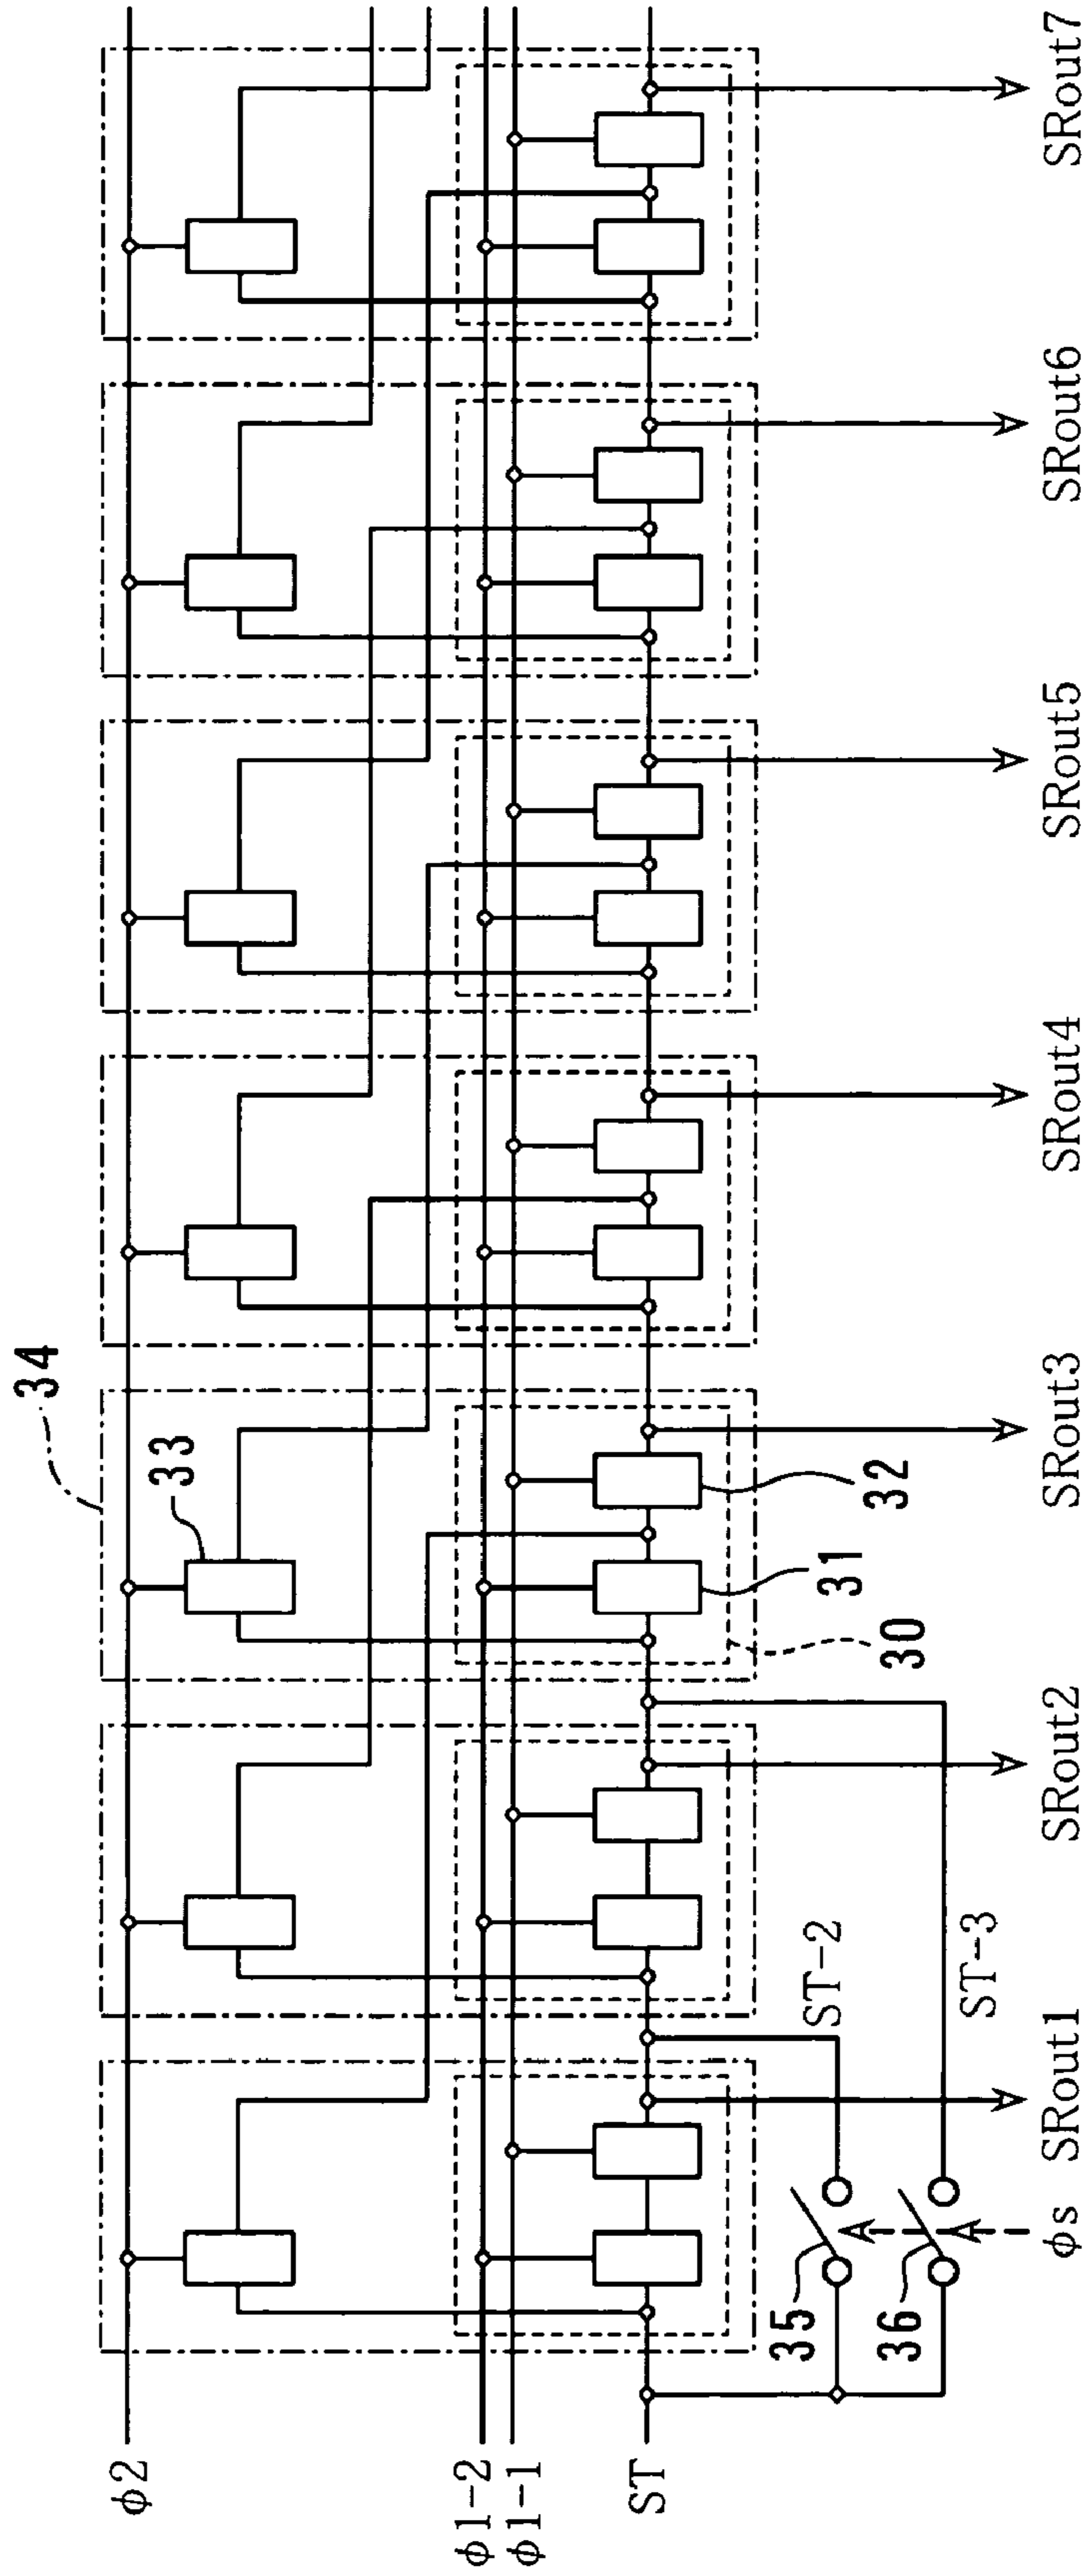 34
33
φ2
φ1-2
φ1-1
ST
32
31
30
ST-2
ST-3
35
36
φs
SRout1
SRout2
SRout3
SRout4
SRout5
SRout6
SRout7